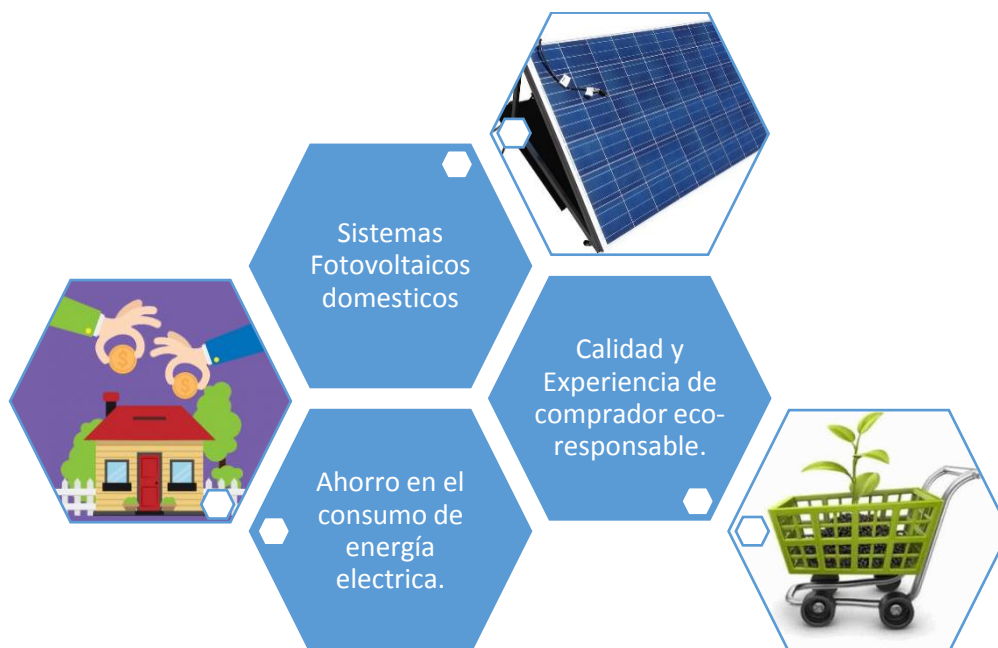 Sistemas
Fotovoltaicos
domesticos
Calidad y
Experiencia de
comprador eco-
responsable.
Ahorro en el
consumo de
energía
electrica.